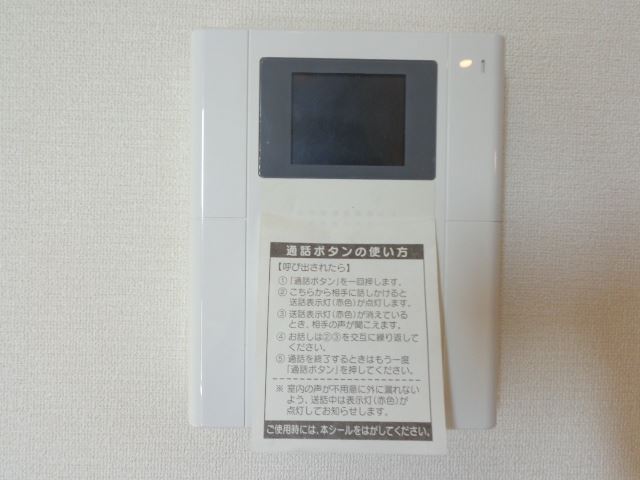 通話ボタンの使い方
【呼び出されたら】
①「通話ボタン」を一回押します。
② こちらから相手に話しかけると
送話表示灯(赤色)が点灯します。
③ 送話表示灯(赤色)が消えている
とき、相手の声が聞こえます。
④ お話しは②③を交互に繰り返して
ください。
⑤ 通話を終了するときはもう一度
「通話ボタン」を押してください。
※ 室内の声が不用意に外に漏れない
よう、送話中は表示灯(赤色)が
点灯してお知らせします。
ご使用時には、本シールをはがしてください。